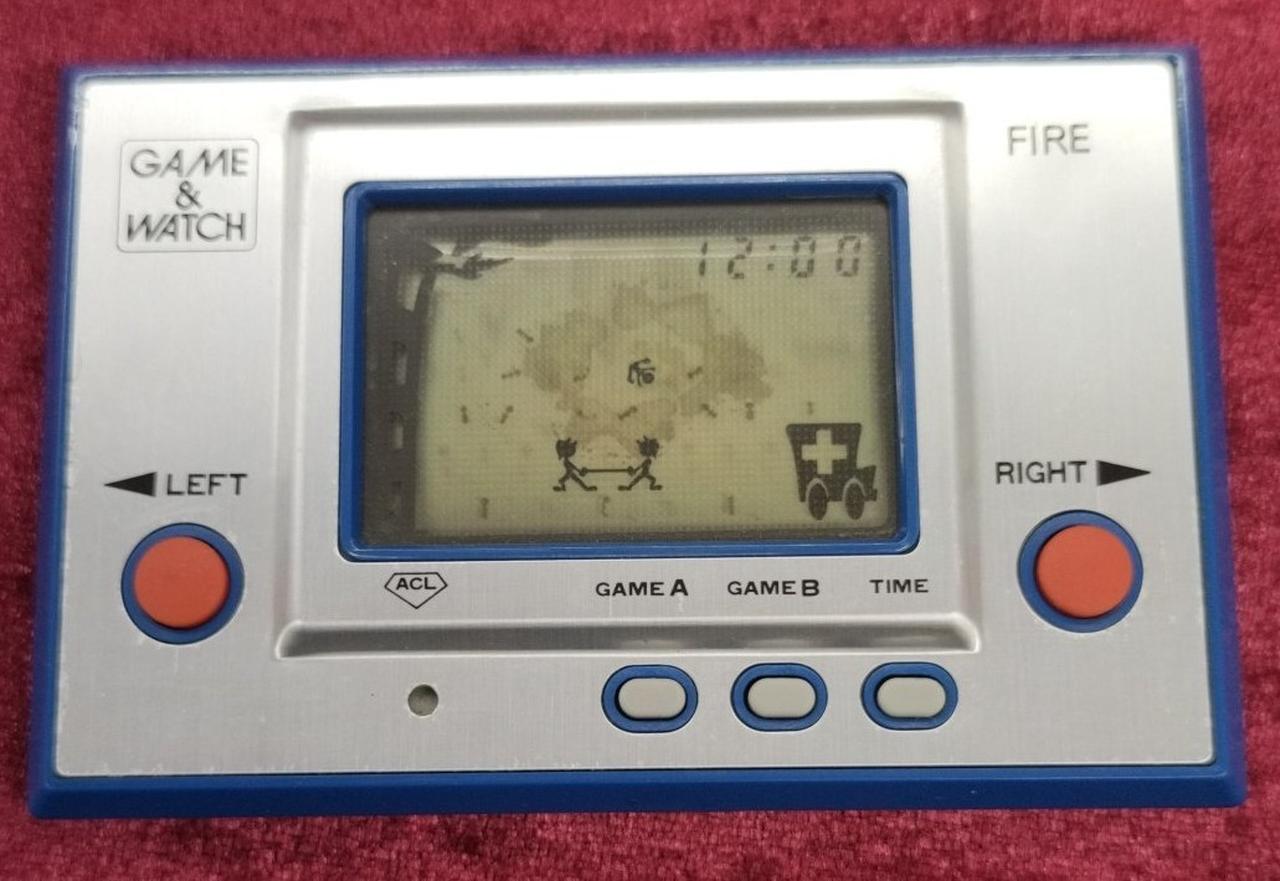 GAME
&
WATCH
FIRE
12:00
LEFT
RIGHT
ACL
GAME A
GAME B
TIME